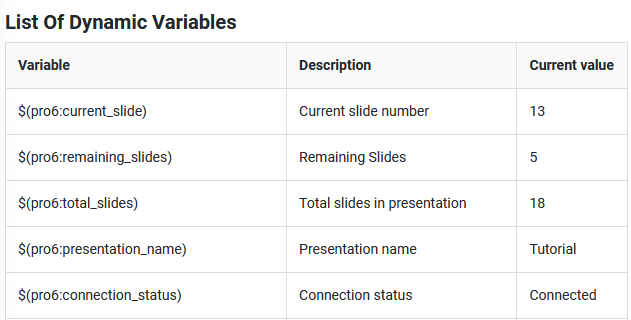 List Of Dynamic Variables
Variable Description Current value
$(pro6:current_slide) Current slide number 13
$(pro6:remaining_slides) Remaining Slides 5
$(pro6:total_slides) Total slides in presentation 18
$(pro6:presentation_name) Presentation name Tutorial
$(pro6:connection_status) Connection status Connected